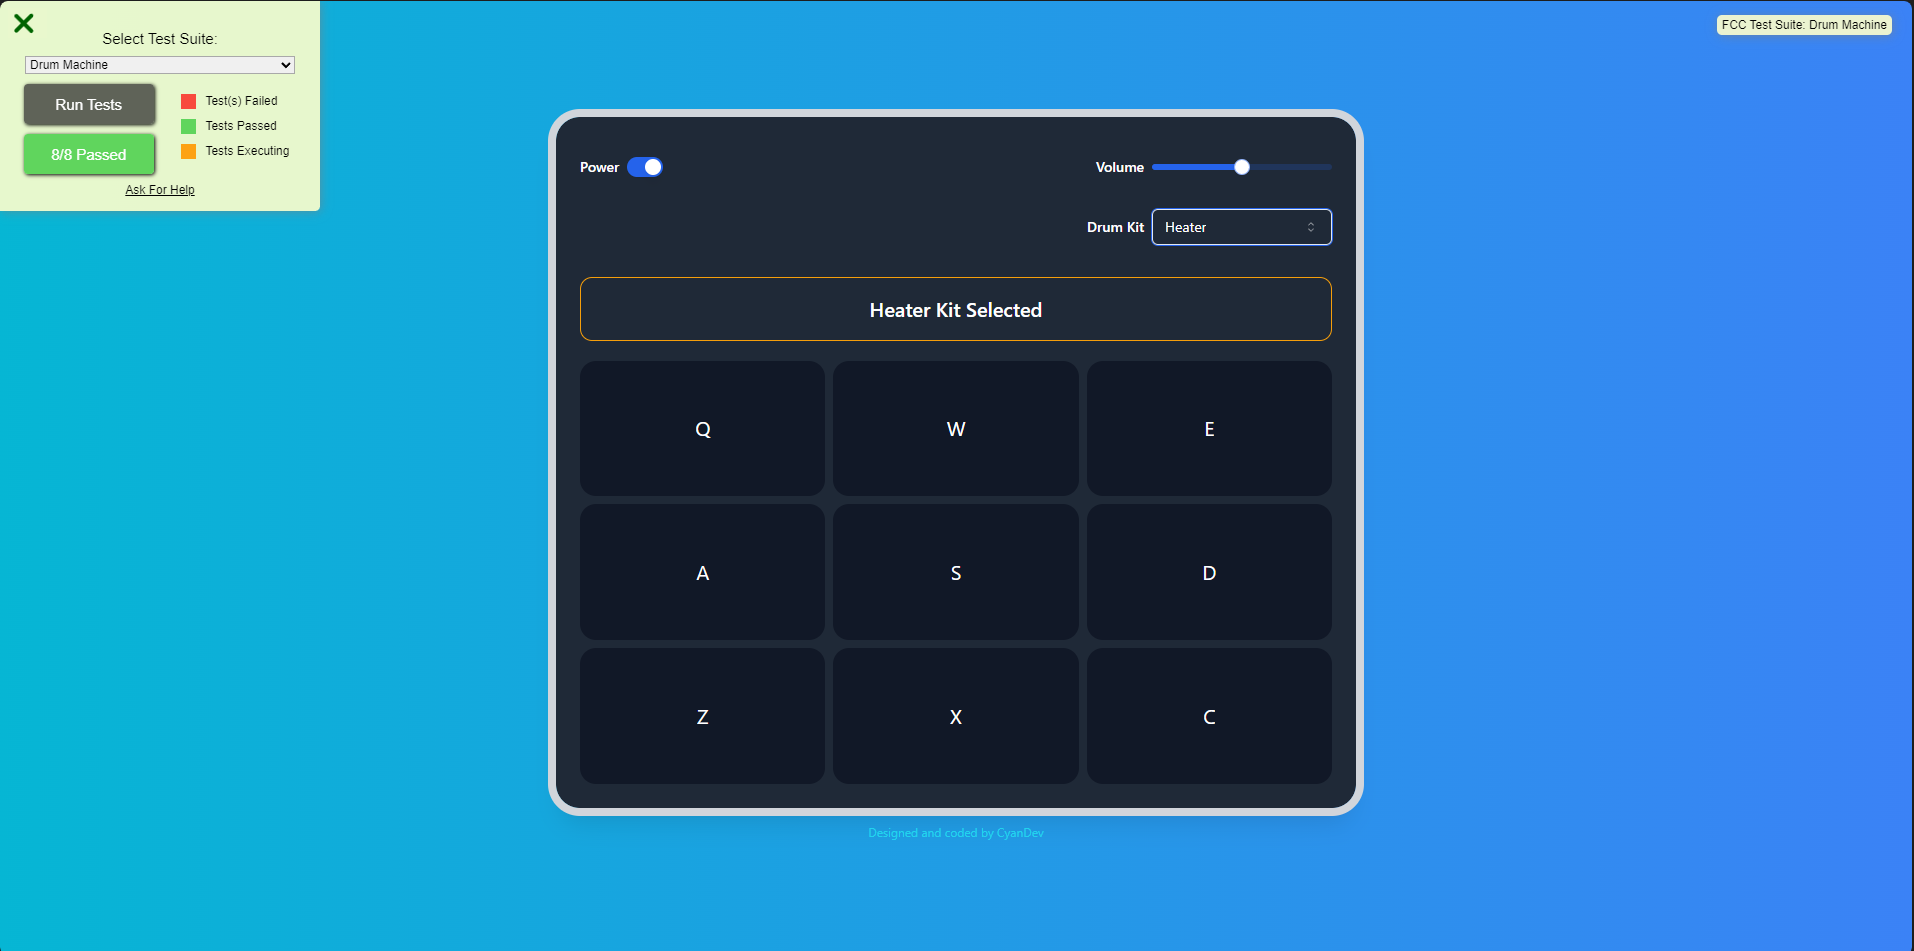 Select Test Suite:
Drum Machine
Run Tests
8/8 Passed
Test(s) Failed
Tests Passed
Tests Executing
Ask For Help
FCC Test Suite: Drum Machine
Power
Volume
Drum Kit
Heater
Heater Kit Selected
Q W E
A S D
Z X C
Designed and coded by CyanDev